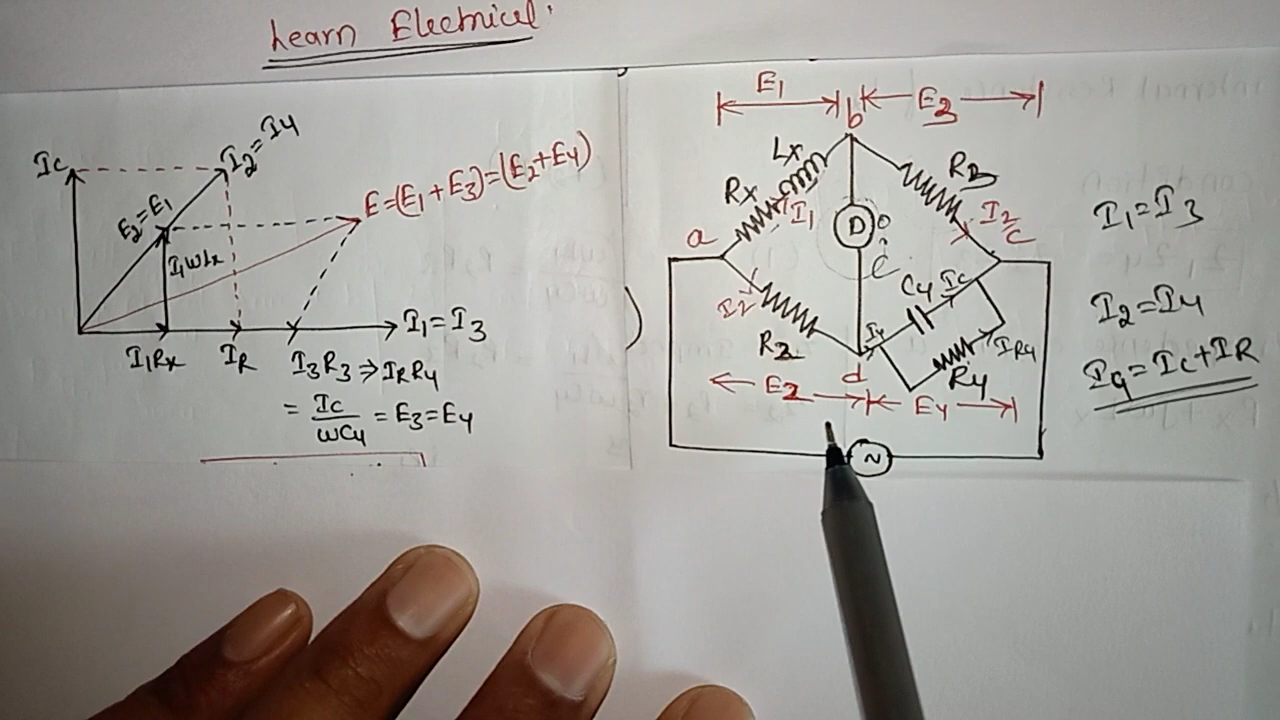 Learn Electrical.
Ic
I2=I4
E2=E1
I1WLx
E=(E1+E3)=(E2+E4)
I1=I3
I1Rx
IR
I3R3⇒IRR4
= Ic/WC4 = E3=E4
E1
E3
b
Lx
Rx
I1
R3
I2
a
D
c
I2
R2
C4
Ic
I4
IR4
R4
d
E2
E4
~
I1=I3
I2=I4
I4=Ic+IR